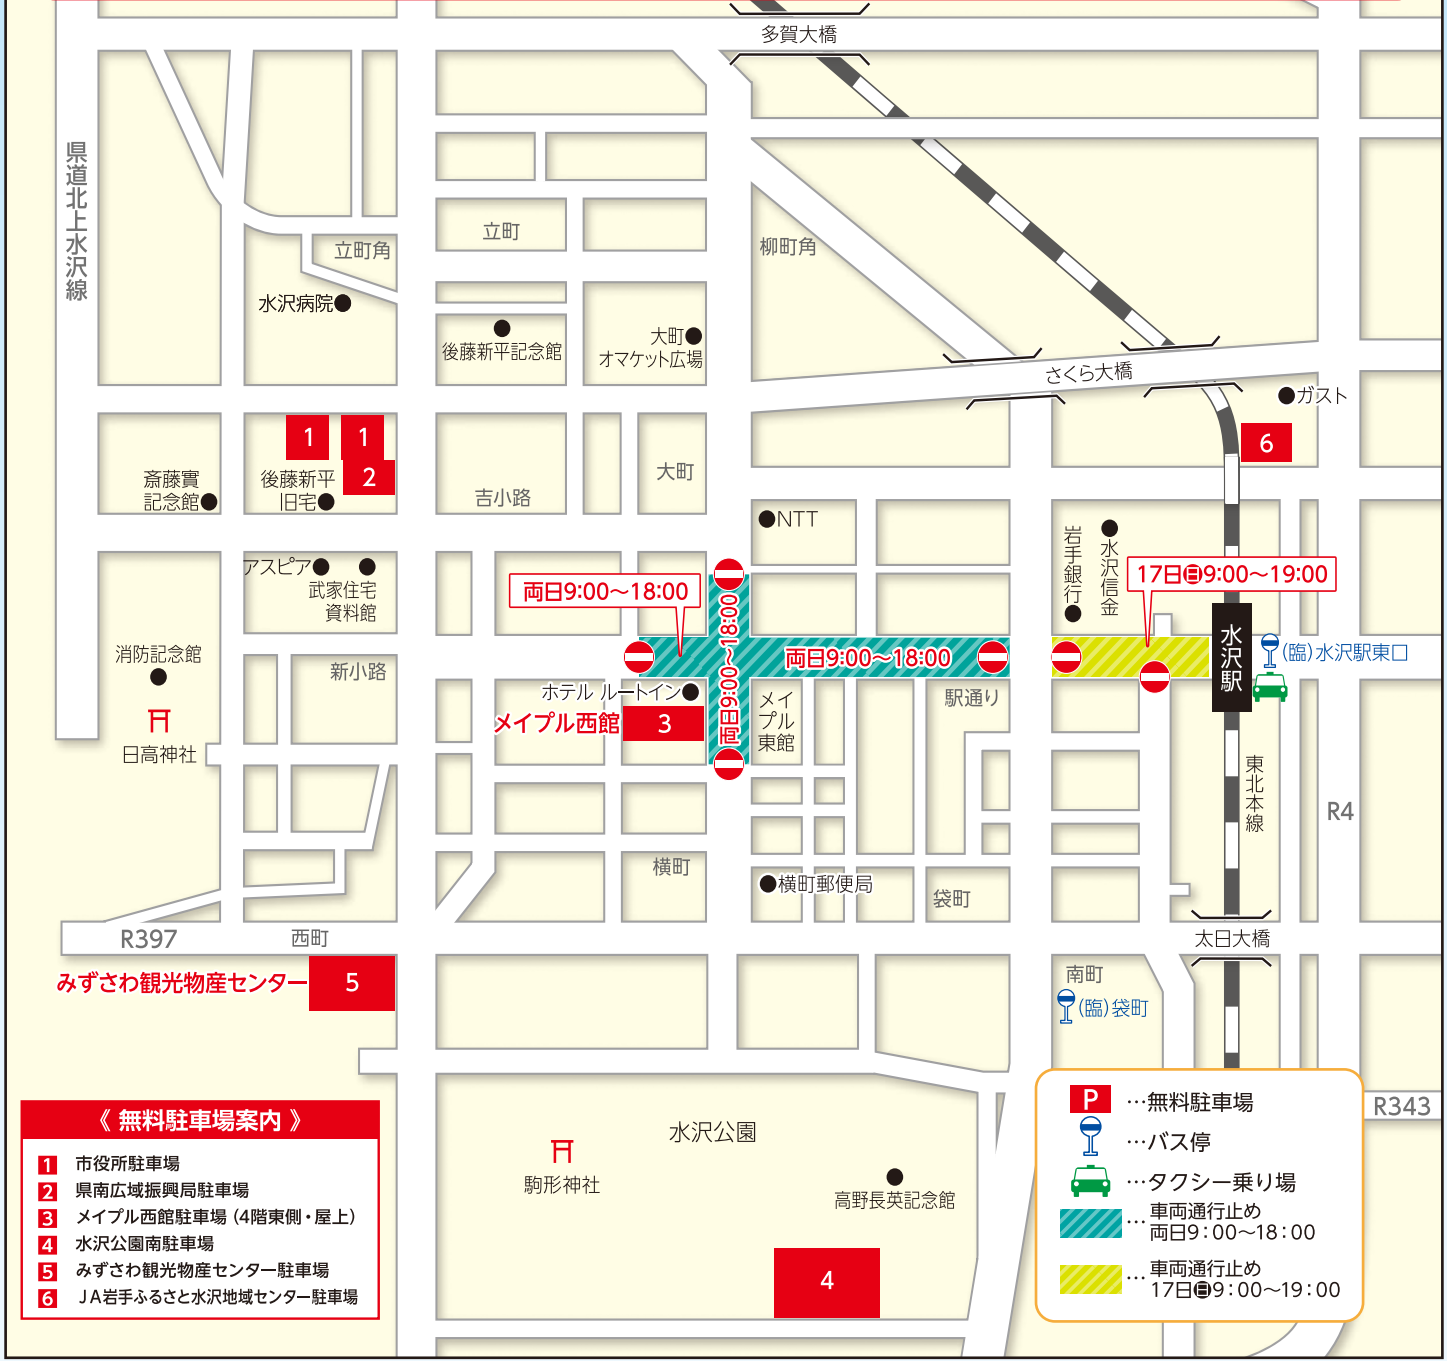 多賀大橋
県道北上水沢線
立町角
立町
柳町角
水沢病院
後藤新平記念館
大町
オマケット広場
さくら大橋
ガスト
1
1
2
6
斎藤實
記念館
後藤新平
旧宅
吉小路
大町
NTT
岩手銀行
水沢信金
アスピア
武家住宅
資料館
両日9:00〜18:00
両日9:00〜18:00
両日9:00〜18:00
17日㊐9:00〜19:00
水沢駅
(臨)水沢駅東口
消防記念館
新小路
ホテル ルートイン
メイプル西館
3
メイ
プル
東館
駅通り
日高神社
東北本線
R4
横町
横町郵便局
袋町
R397
西町
太日大橋
みずさわ観光物産センター
5
南町
(臨)袋町
R343
水沢公園
駒形神社
高野長英記念館
4
《 無料駐車場案内 》
1 市役所駐車場
2 県南広域振興局駐車場
3 メイプル西館駐車場（4階東側・屋上）
4 水沢公園南駐車場
5 みずさわ観光物産センター駐車場
6 JA岩手ふるさと水沢地域センター駐車場
P …無料駐車場
…バス停
…タクシー乗り場
…車両通行止め
両日9：00〜18：00
…車両通行止め
17日㊐9：00〜19：00